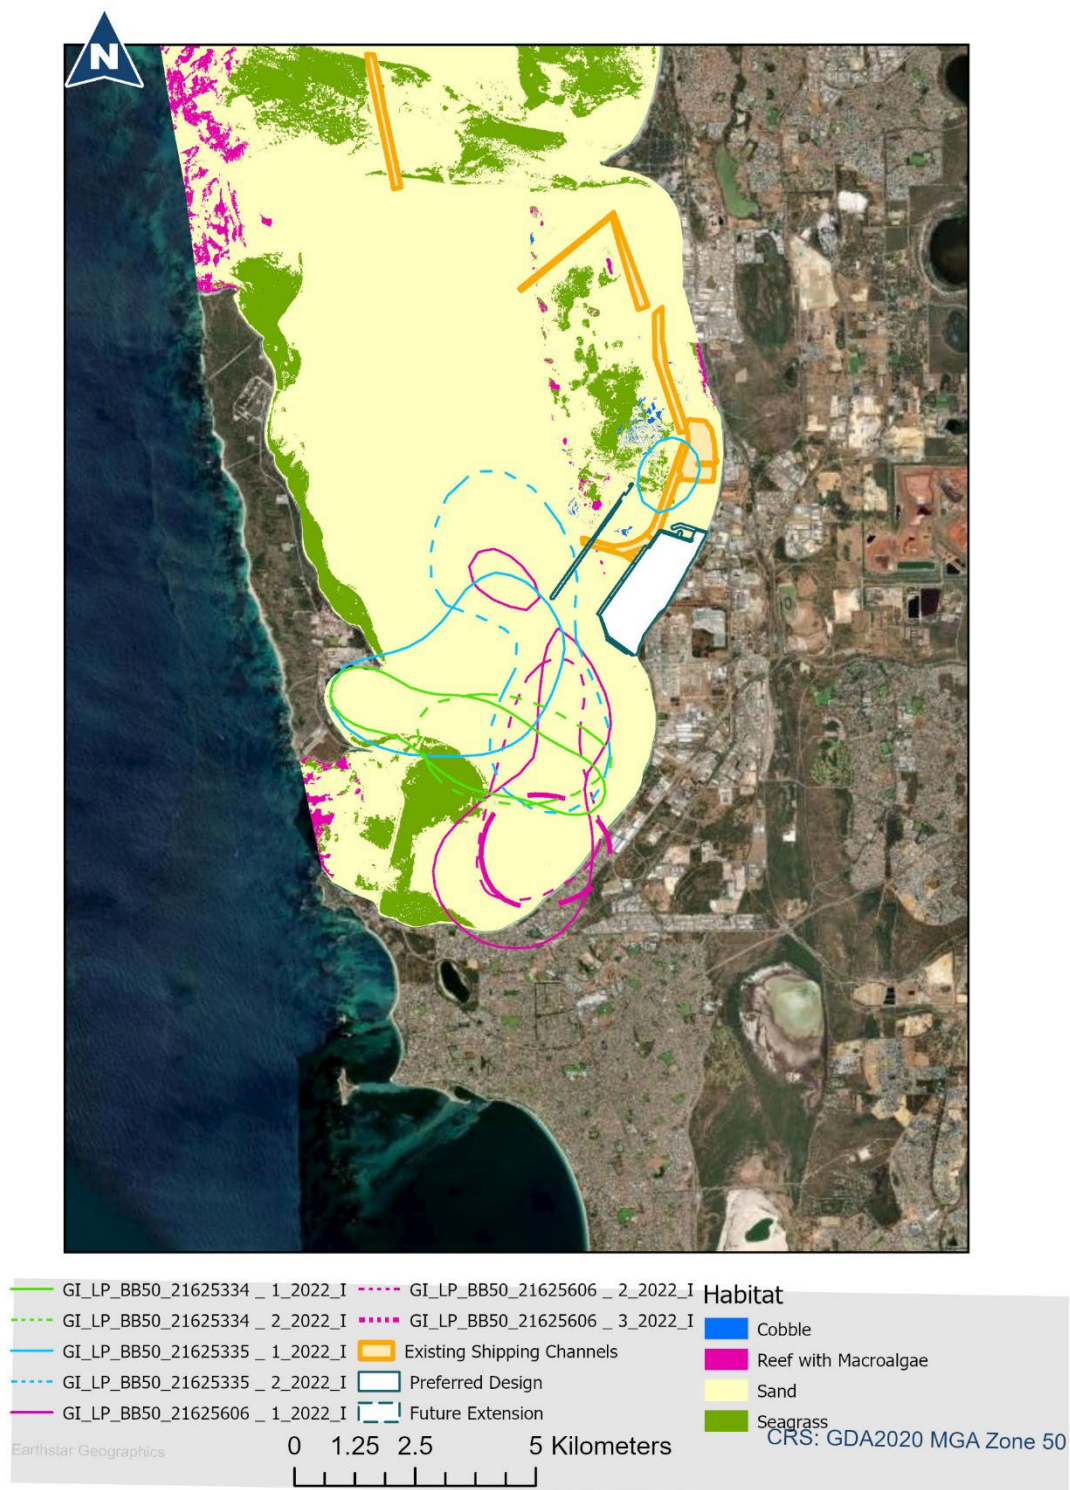 N
GI_LP_BB50_21625334 _ 1_2022_I
GI_LP_BB50_21625334 _ 2_2022_I
GI_LP_BB50_21625335 _ 1_2022_I
GI_LP_BB50_21625335 _ 2_2022_I
GI_LP_BB50_21625606 _ 1_2022_I
GI_LP_BB50_21625606 _ 2_2022_I
GI_LP_BB50_21625606 _ 3_2022_I
Existing Shipping Channels
Preferred Design
Future Extension
Habitat
Cobble
Reef with Macroalgae
Sand
Seagrass
CRS: GDA2020 MGA Zone 50
Earthstar Geographics
0 1.25 2.5 5 Kilometers